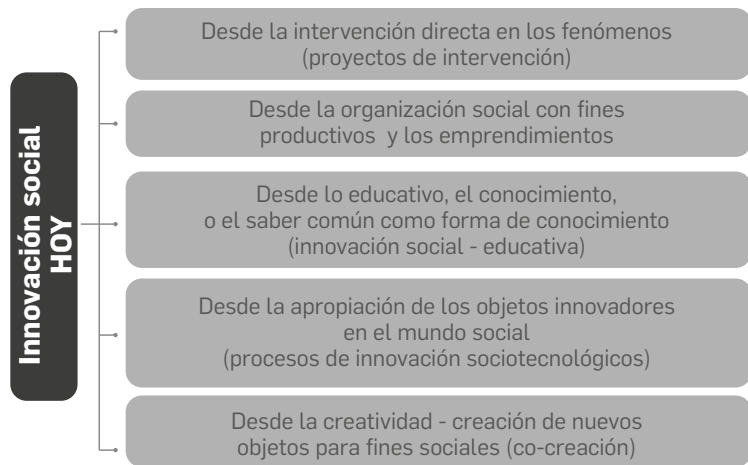 Innovación social
HOY
Desde la intervención directa en los fenómenos
(proyectos de intervención)
Desde la organización social con fines
productivos y los emprendimientos
Desde lo educativo, el conocimiento,
o el saber común como forma de conocimiento
(innovación social - educativa)
Desde la apropiación de los objetos innovadores
en el mundo social
(procesos de innovación sociotecnológicos)
Desde la creatividad - creación de nuevos
objetos para fines sociales (co-creación)